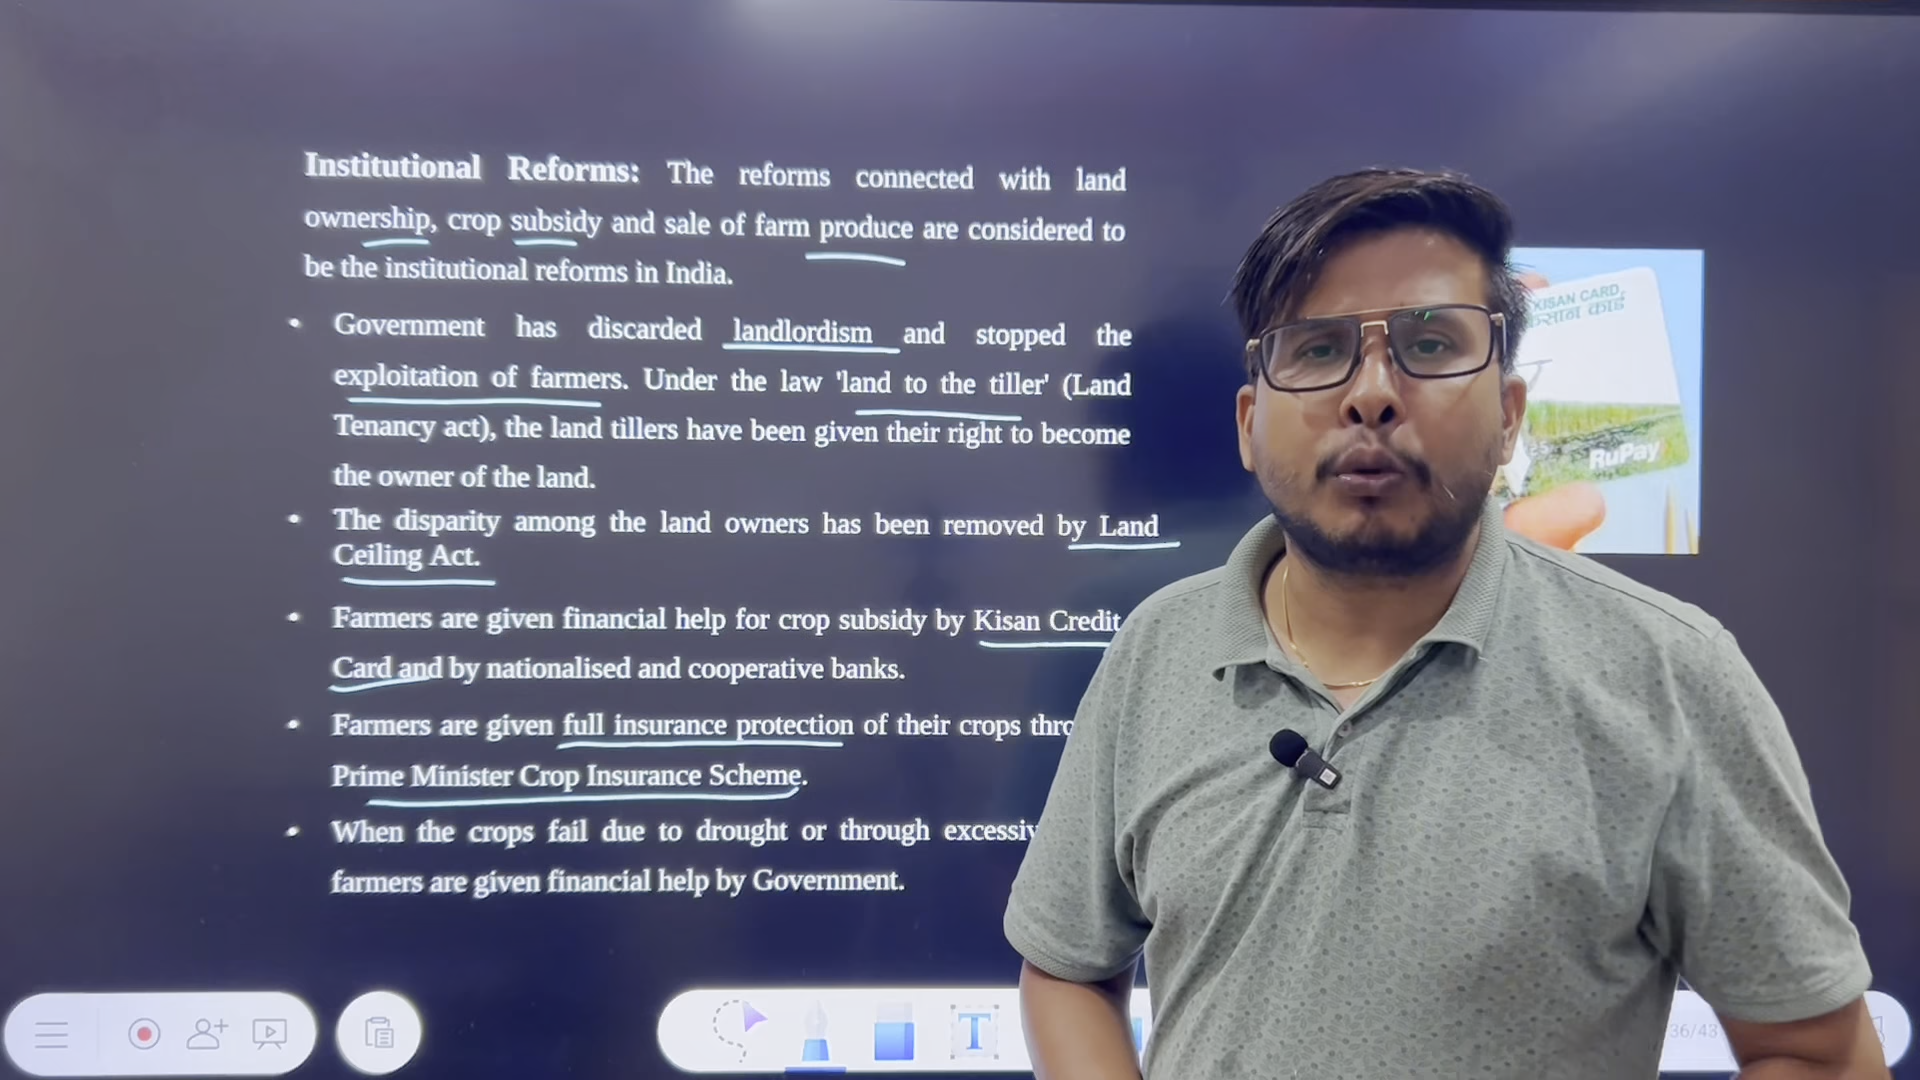 Institutional Reforms: The reforms connected with land
ownership, crop subsidy and sale of farm produce are considered to
be the institutional reforms in India.
• Government has discarded landlordism and stopped the
exploitation of farmers. Under the law 'land to the tiller' (Land
Tenancy act), the land tillers have been given their right to become
the owner of the land.
• The disparity among the land owners has been removed by Land
Ceiling Act.
• Farmers are given financial help for crop subsidy by Kisan Credit
Card and by nationalised and cooperative banks.
• Farmers are given full insurance protection of their crops
Prime Minister Crop Insurance Scheme.
• When the crops fail due to drought or through
farmers are given financial help by Government.
KISAN CARD
कार्ड
RuPay
T
36/43